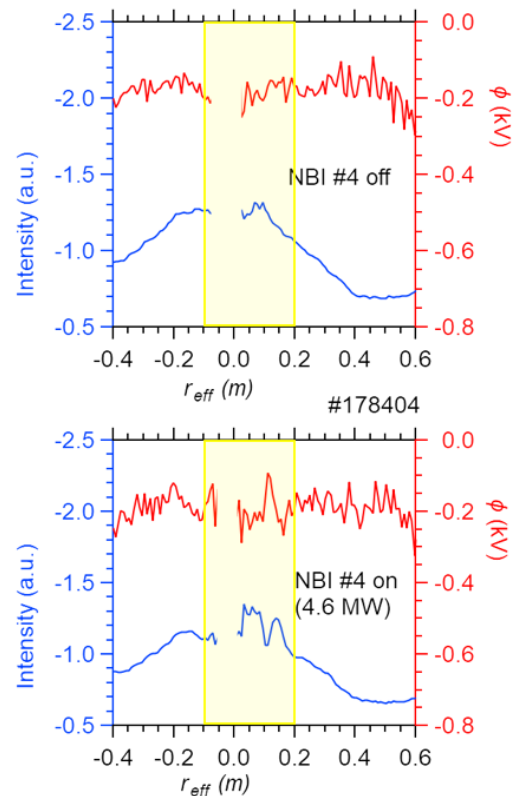 -2.5
-2.0
-1.5
-1.0
-0.5
Intensity (a.u.)
0.0
-0.2
-0.4
-0.6
-0.8
ϕ (kV)
NBI #4 off
-0.4 -0.2 0.0 0.2 0.4 0.6
r_eff (m)
#178404
-2.5
-2.0
-1.5
-1.0
-0.5
Intensity (a.u.)
0.0
-0.2
-0.4
-0.6
-0.8
ϕ (kV)
NBI #4 on
(4.6 MW)
-0.4 -0.2 0.0 0.2 0.4 0.6
r_eff (m)